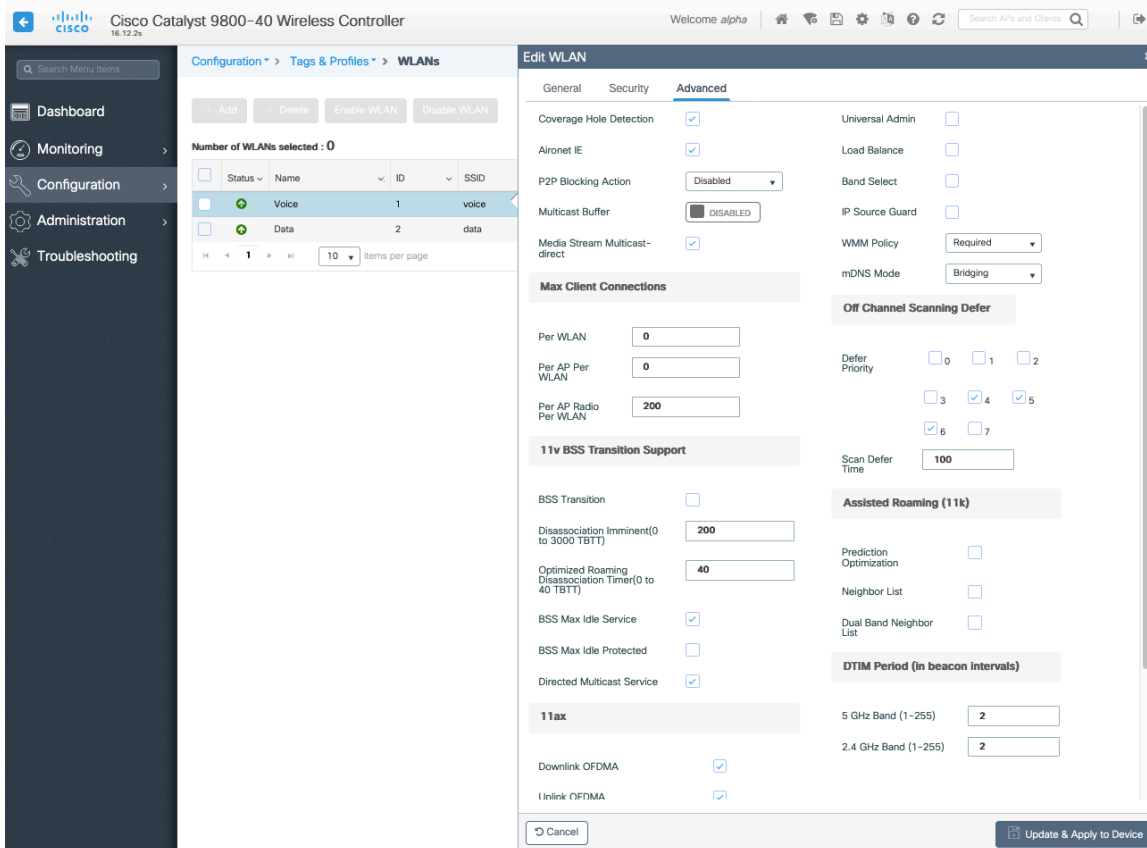 CISCO
Cisco Catalyst 9800-40 Wireless Controller
16.12.2s
Welcome alpha
Search APs and Clients
Search Menu Items
Dashboard
Monitoring
Configuration
Administration
Troubleshooting
Configuration > Tags & Profiles > WLANs
Add Delete Enable WLAN Disable WLAN
Number of WLANs selected : 0
Status Name ID SSID
Voice 1 voice
Data 2 data
1 10 items per page
Edit WLAN
General Security Advanced
Coverage Hole Detection
Aironet IE
P2P Blocking Action Disabled
Multicast Buffer DISABLED
Media Stream Multicast-
direct
Max Client Connections
Per WLAN 0
Per AP Per
WLAN 0
Per AP Radio
Per WLAN 200
11v BSS Transition Support
BSS Transition
Disassociation Imminent(0
to 3000 TBTT) 200
Optimized Roaming
Disassociation Timer(0 to
40 TBTT) 40
BSS Max Idle Service
BSS Max Idle Protected
Directed Multicast Service
11ax
Downlink OFDMA
Uplink OFDMA
Universal Admin
Load Balance
Band Select
IP Source Guard
WMM Policy Required
mDNS Mode Bridging
Off Channel Scanning Defer
Defer
Priority 0 1 2
3 4 5
6 7
Scan Defer
Time 100
Assisted Roaming (11k)
Prediction
Optimization
Neighbor List
Dual Band Neighbor
List
DTIM Period (in beacon intervals)
5 GHz Band (1-255) 2
2.4 GHz Band (1-255) 2
Cancel
Update & Apply to Device